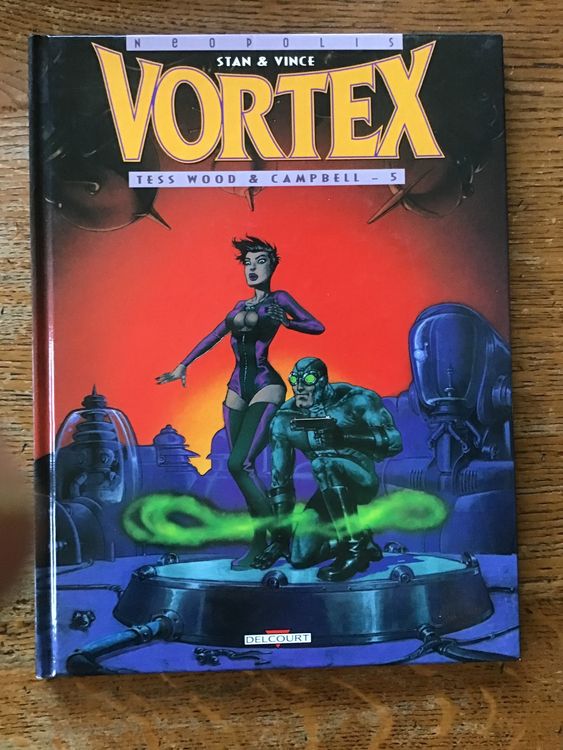 NEOPOLIS
STAN & VINCE
VORTEX
TESS WOOD & CAMPBELL – 5
DELCOURT